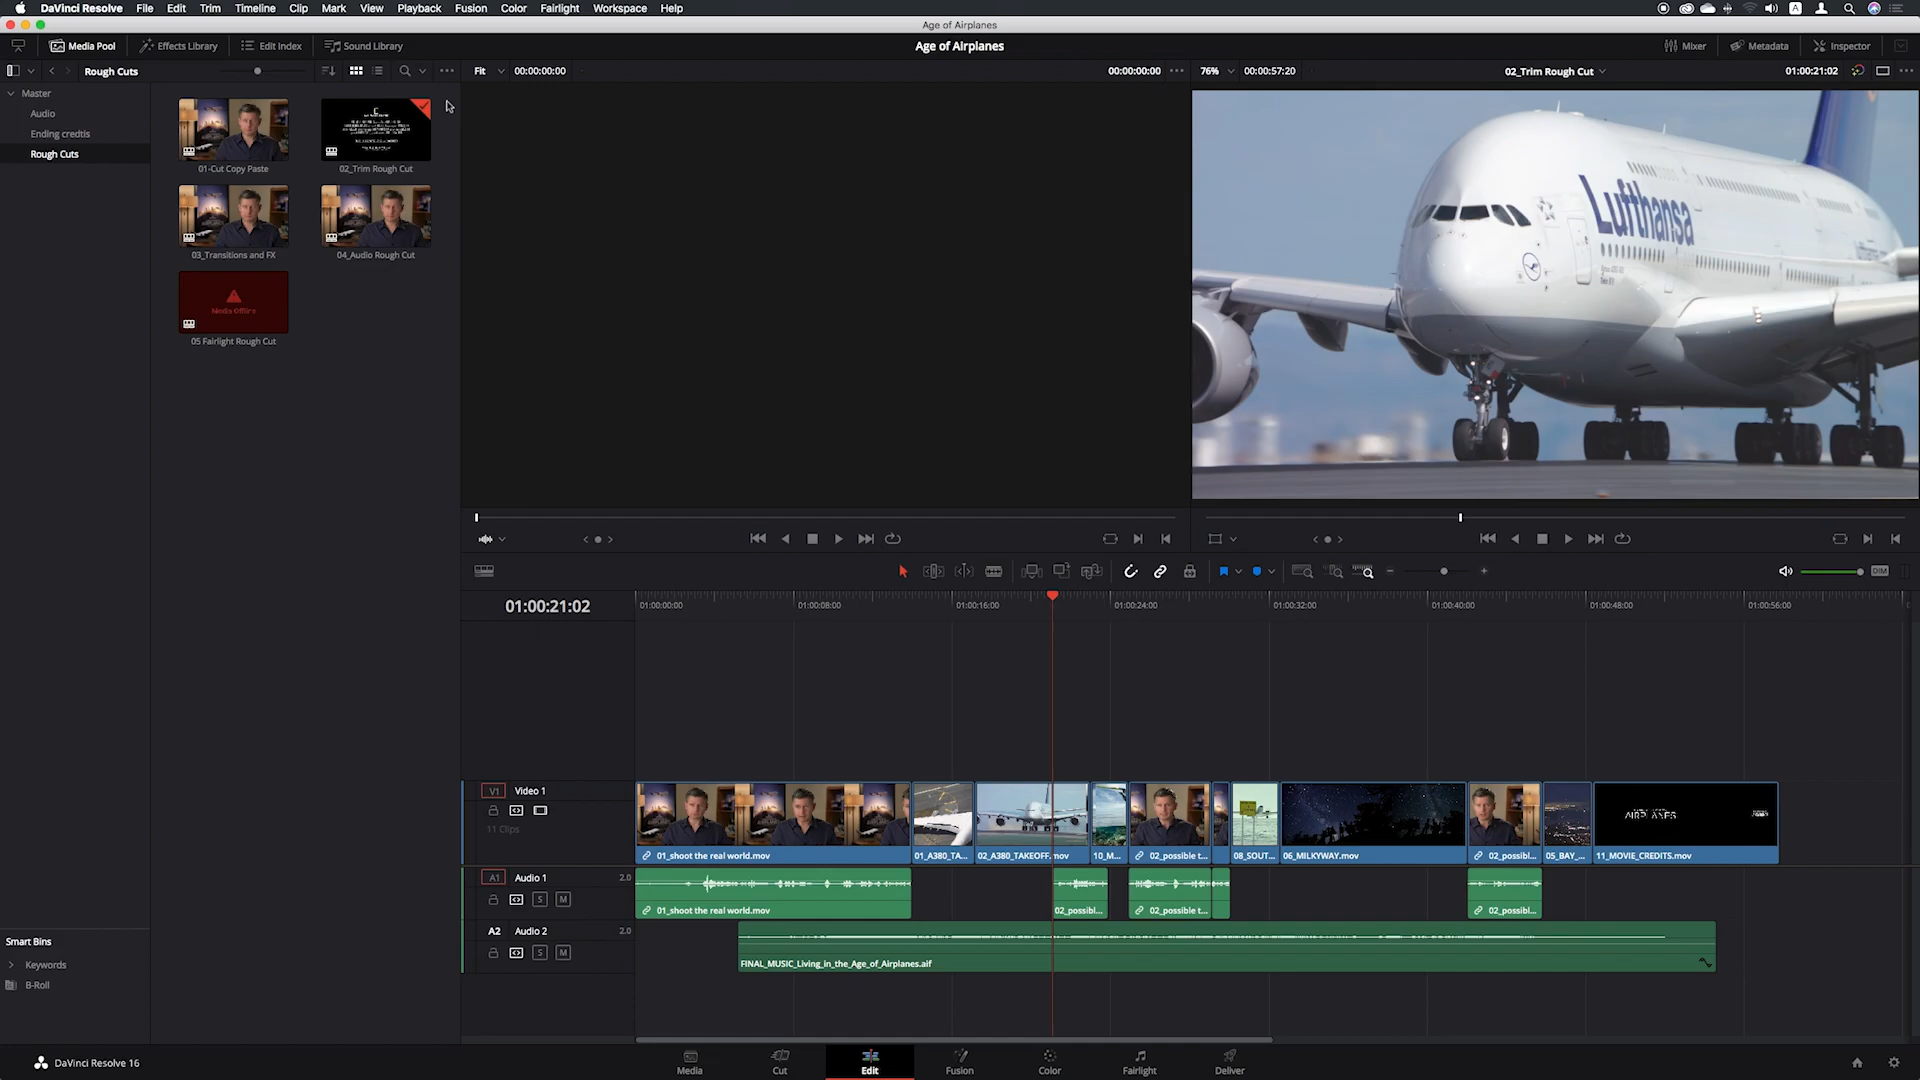 DaVinci Resolve File Edit Trim Timeline Clip Mark View Playback Fusion Color Fairlight Workspace Help
A
Age of Airplanes
Media Pool Effects Library Edit Index Sound Library
Age of Airplanes
Mixer Metadata Inspector
Rough Cuts
Fit 00:00:00:00
00:00:00:00
76% 00:00:57:20
02_Trim Rough Cut
01:00:21:02
Master
Audio
Ending credtis
Rough Cuts
01-Cut Copy Paste
02_Trim Rough Cut
03_Transitions and FX
04_Audio Rough Cut
Media Offline
05 Fairlight Rough Cut
Lufthansa
DIM
01:00:21:02
01:00:00:00 01:00:08:00 01:00:16:00 01:00:24:00 01:00:32:00 01:00:40:00 01:00:48:00 01:00:56:00
V1 Video 1
11 Clips
AIRPLANES
01_shoot the real world.mov
01_A380_TA...
02_A380_TAKEOFF.mov
10_M...
02_possible t...
08_SOUT...
06_MILKYWAY.mov
02_possibl...
05_BAY_...
11_MOVIE_CREDITS.mov
A1 Audio 1 2.0
S M
01_shoot the real world.mov
02_possibl...
02_possible t...
02_possibl...
A2 Audio 2 2.0
S M
FINAL_MUSIC_Living_in_the_Age_of_Airplanes.aif
Smart Bins
Keywords
B-Roll
DaVinci Resolve 16
Media Cut Edit Fusion Color Fairlight Deliver